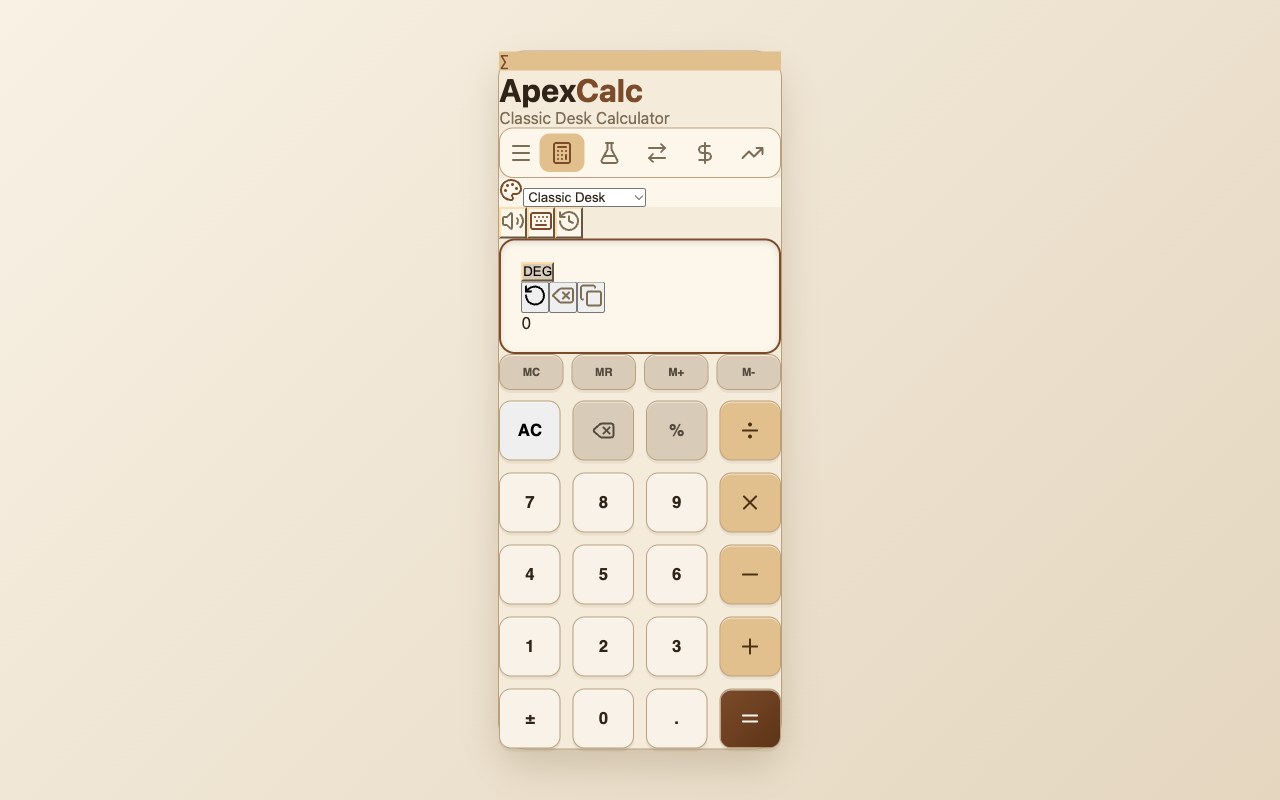 ∑
ApexCalc
Classic Desk Calculator
Classic Desk
DEG
0
MC MR M+ M-
AC % ÷
7 8 9 ×
4 5 6 −
1 2 3 +
± 0 . =